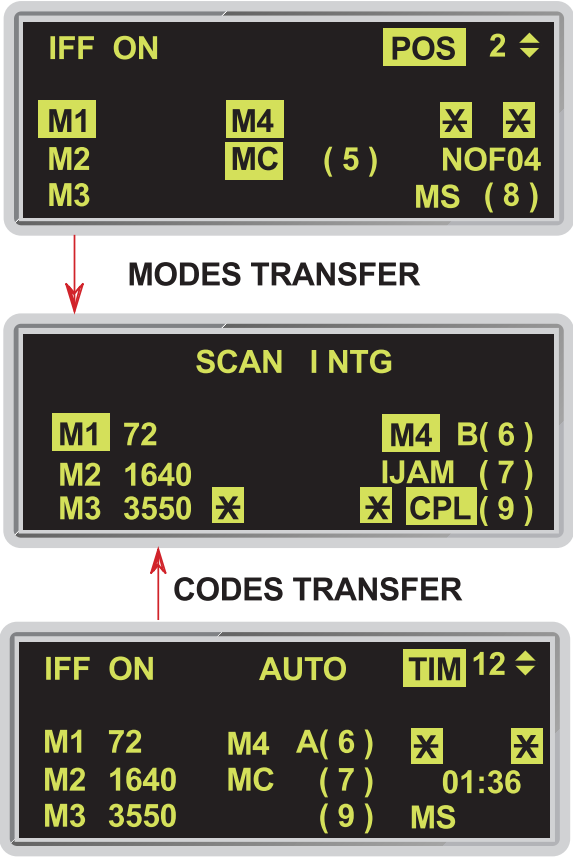 IFF ON POS 2
M1 M4 * *
M2 MC ( 5 ) NOF04
M3 MS ( 8 )
MODES TRANSFER
SCAN I NTG
M1 72 M4 B( 6 )
M2 1640 IJAM ( 7 )
M3 3550 * * CPL ( 9 )
CODES TRANSFER
IFF ON AUTO TIM 12
M1 72 M4 A( 6 ) * *
M2 1640 MC ( 7 ) 01:36
M3 3550 ( 9 ) MS